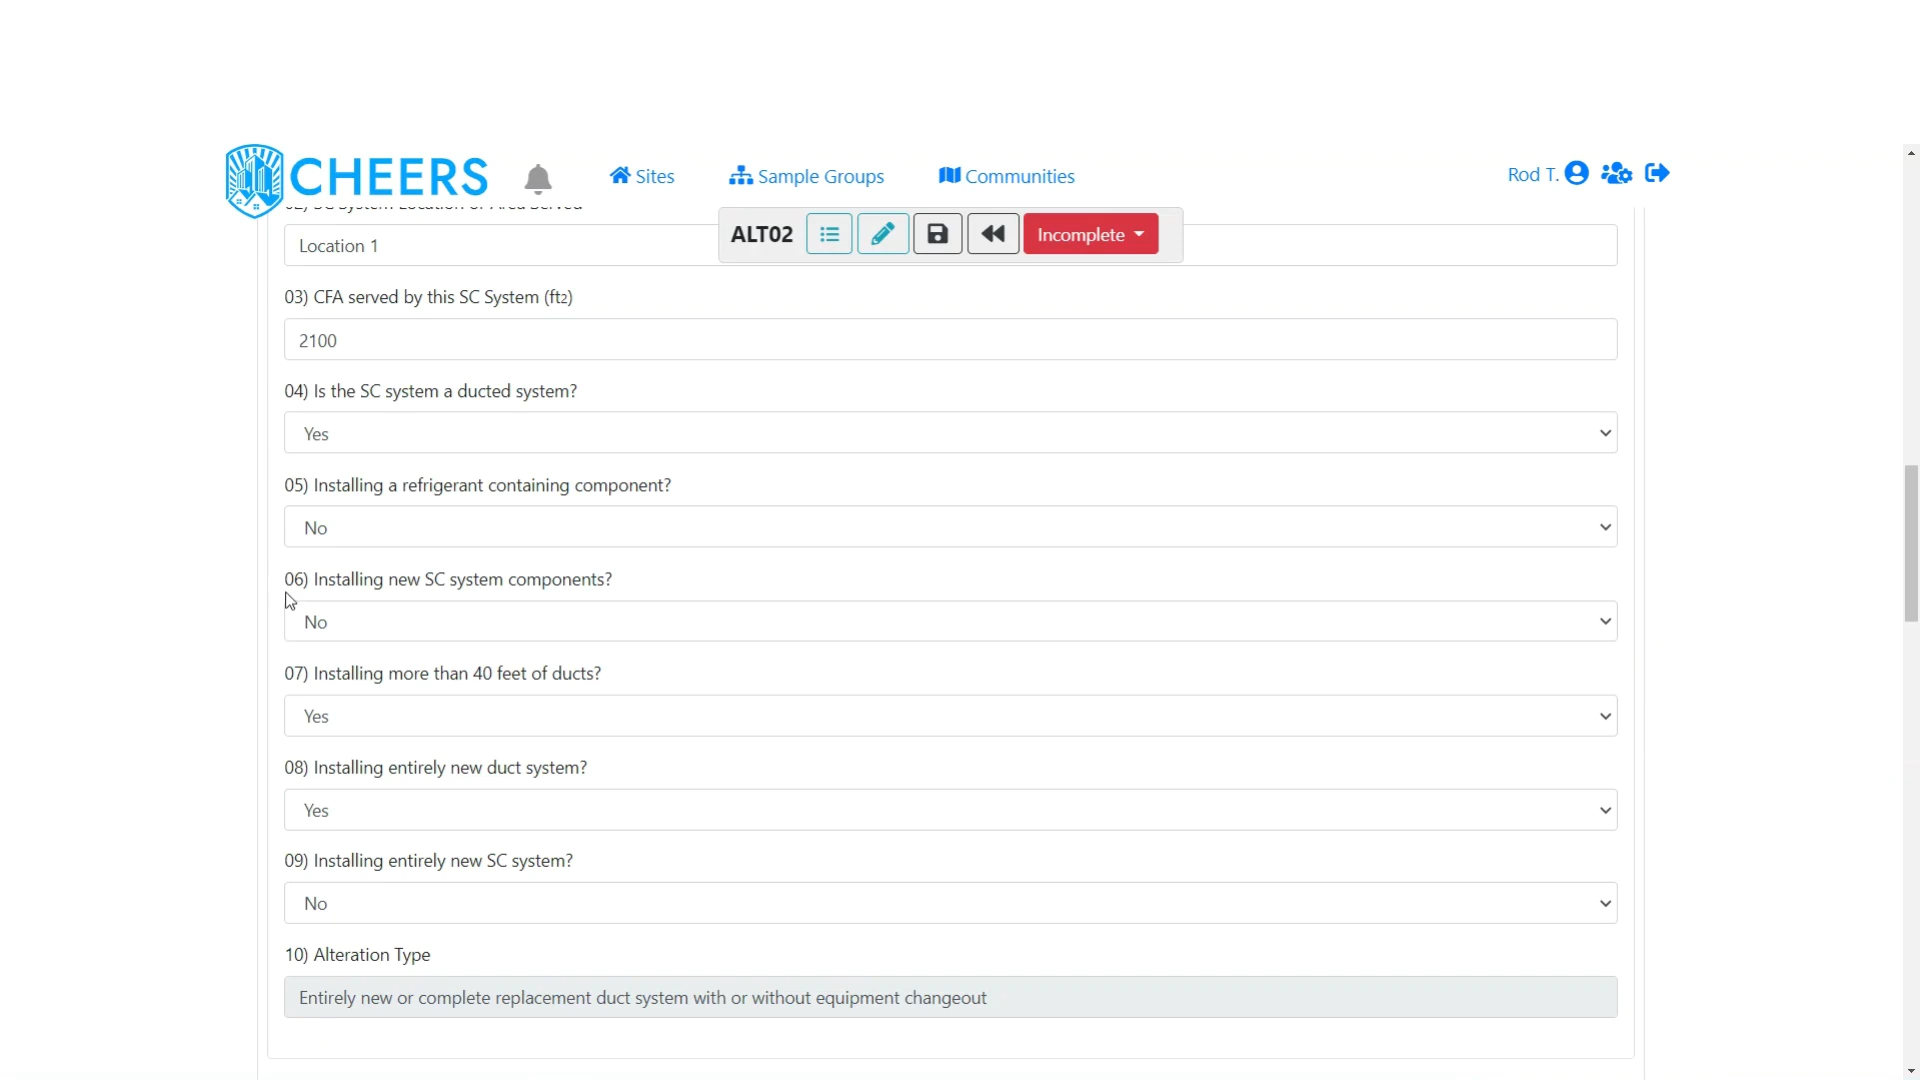 CHEERS
Sites
Sample Groups
Communities
Rod T.
ALT02
Incomplete
Location 1
03) CFA served by this SC System (ft2)
2100
04) Is the SC system a ducted system?
Yes
05) Installing a refrigerant containing component?
No
06) Installing new SC system components?
No
07) Installing more than 40 feet of ducts?
Yes
08) Installing entirely new duct system?
Yes
09) Installing entirely new SC system?
No
10) Alteration Type
Entirely new or complete replacement duct system with or without equipment changeout